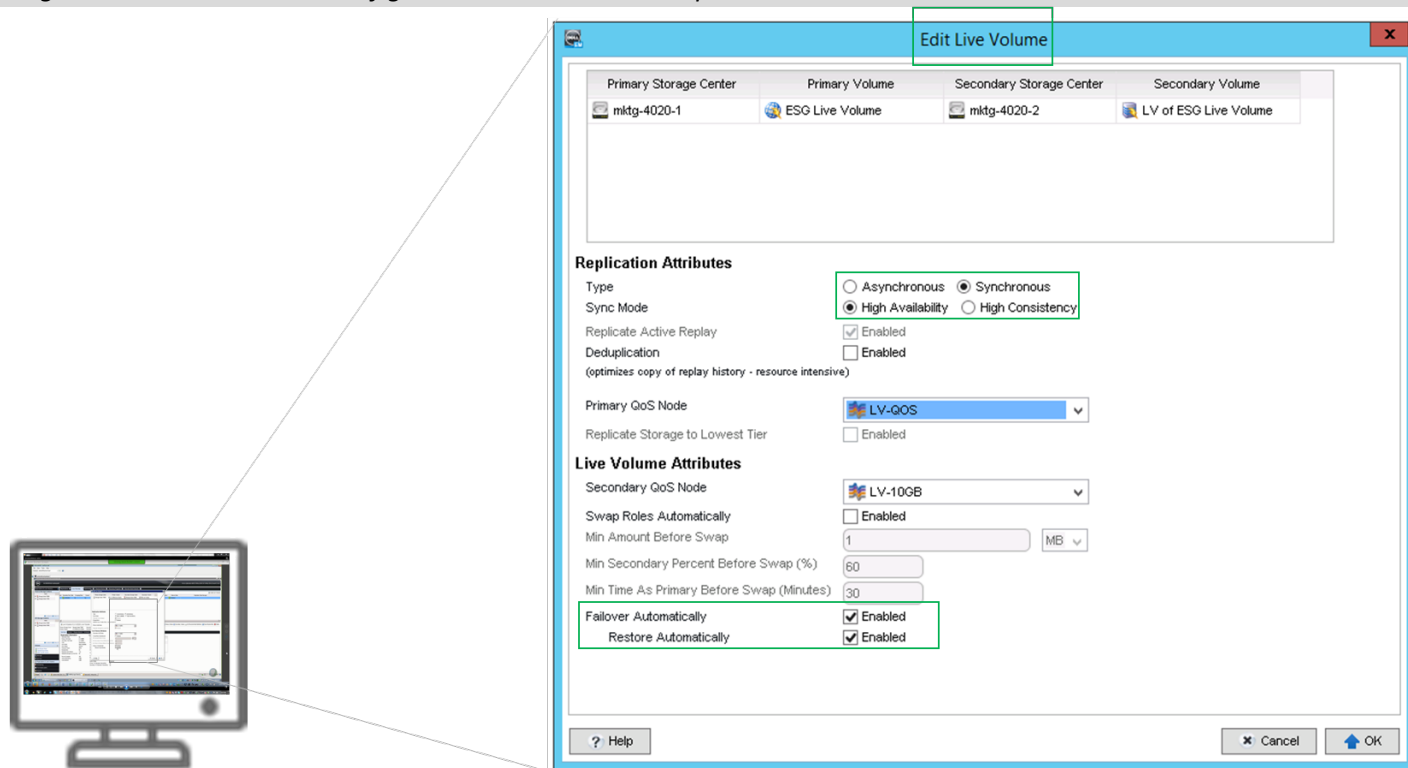 Edit Live Volume
x
Primary Storage Center Primary Volume Secondary Storage Center Secondary Volume
mktg-4020-1 ESG Live Volume mktg-4020-2 LV of ESG Live Volume
Replication Attributes
Type Asynchronous Synchronous
Sync Mode High Availability High Consistency
Replicate Active Replay Enabled
Deduplication Enabled
(optimizes copy of replay history - resource intensive)
Primary QoS Node LV-QOS
Replicate Storage to Lowest Tier Enabled
Live Volume Attributes
Secondary QoS Node LV-10GB
Swap Roles Automatically Enabled
Min Amount Before Swap 1 MB
Min Secondary Percent Before Swap (%) 60
Min Time As Primary Before Swap (Minutes) 30
Failover Automatically Enabled
Restore Automatically Enabled
? Help Cancel OK